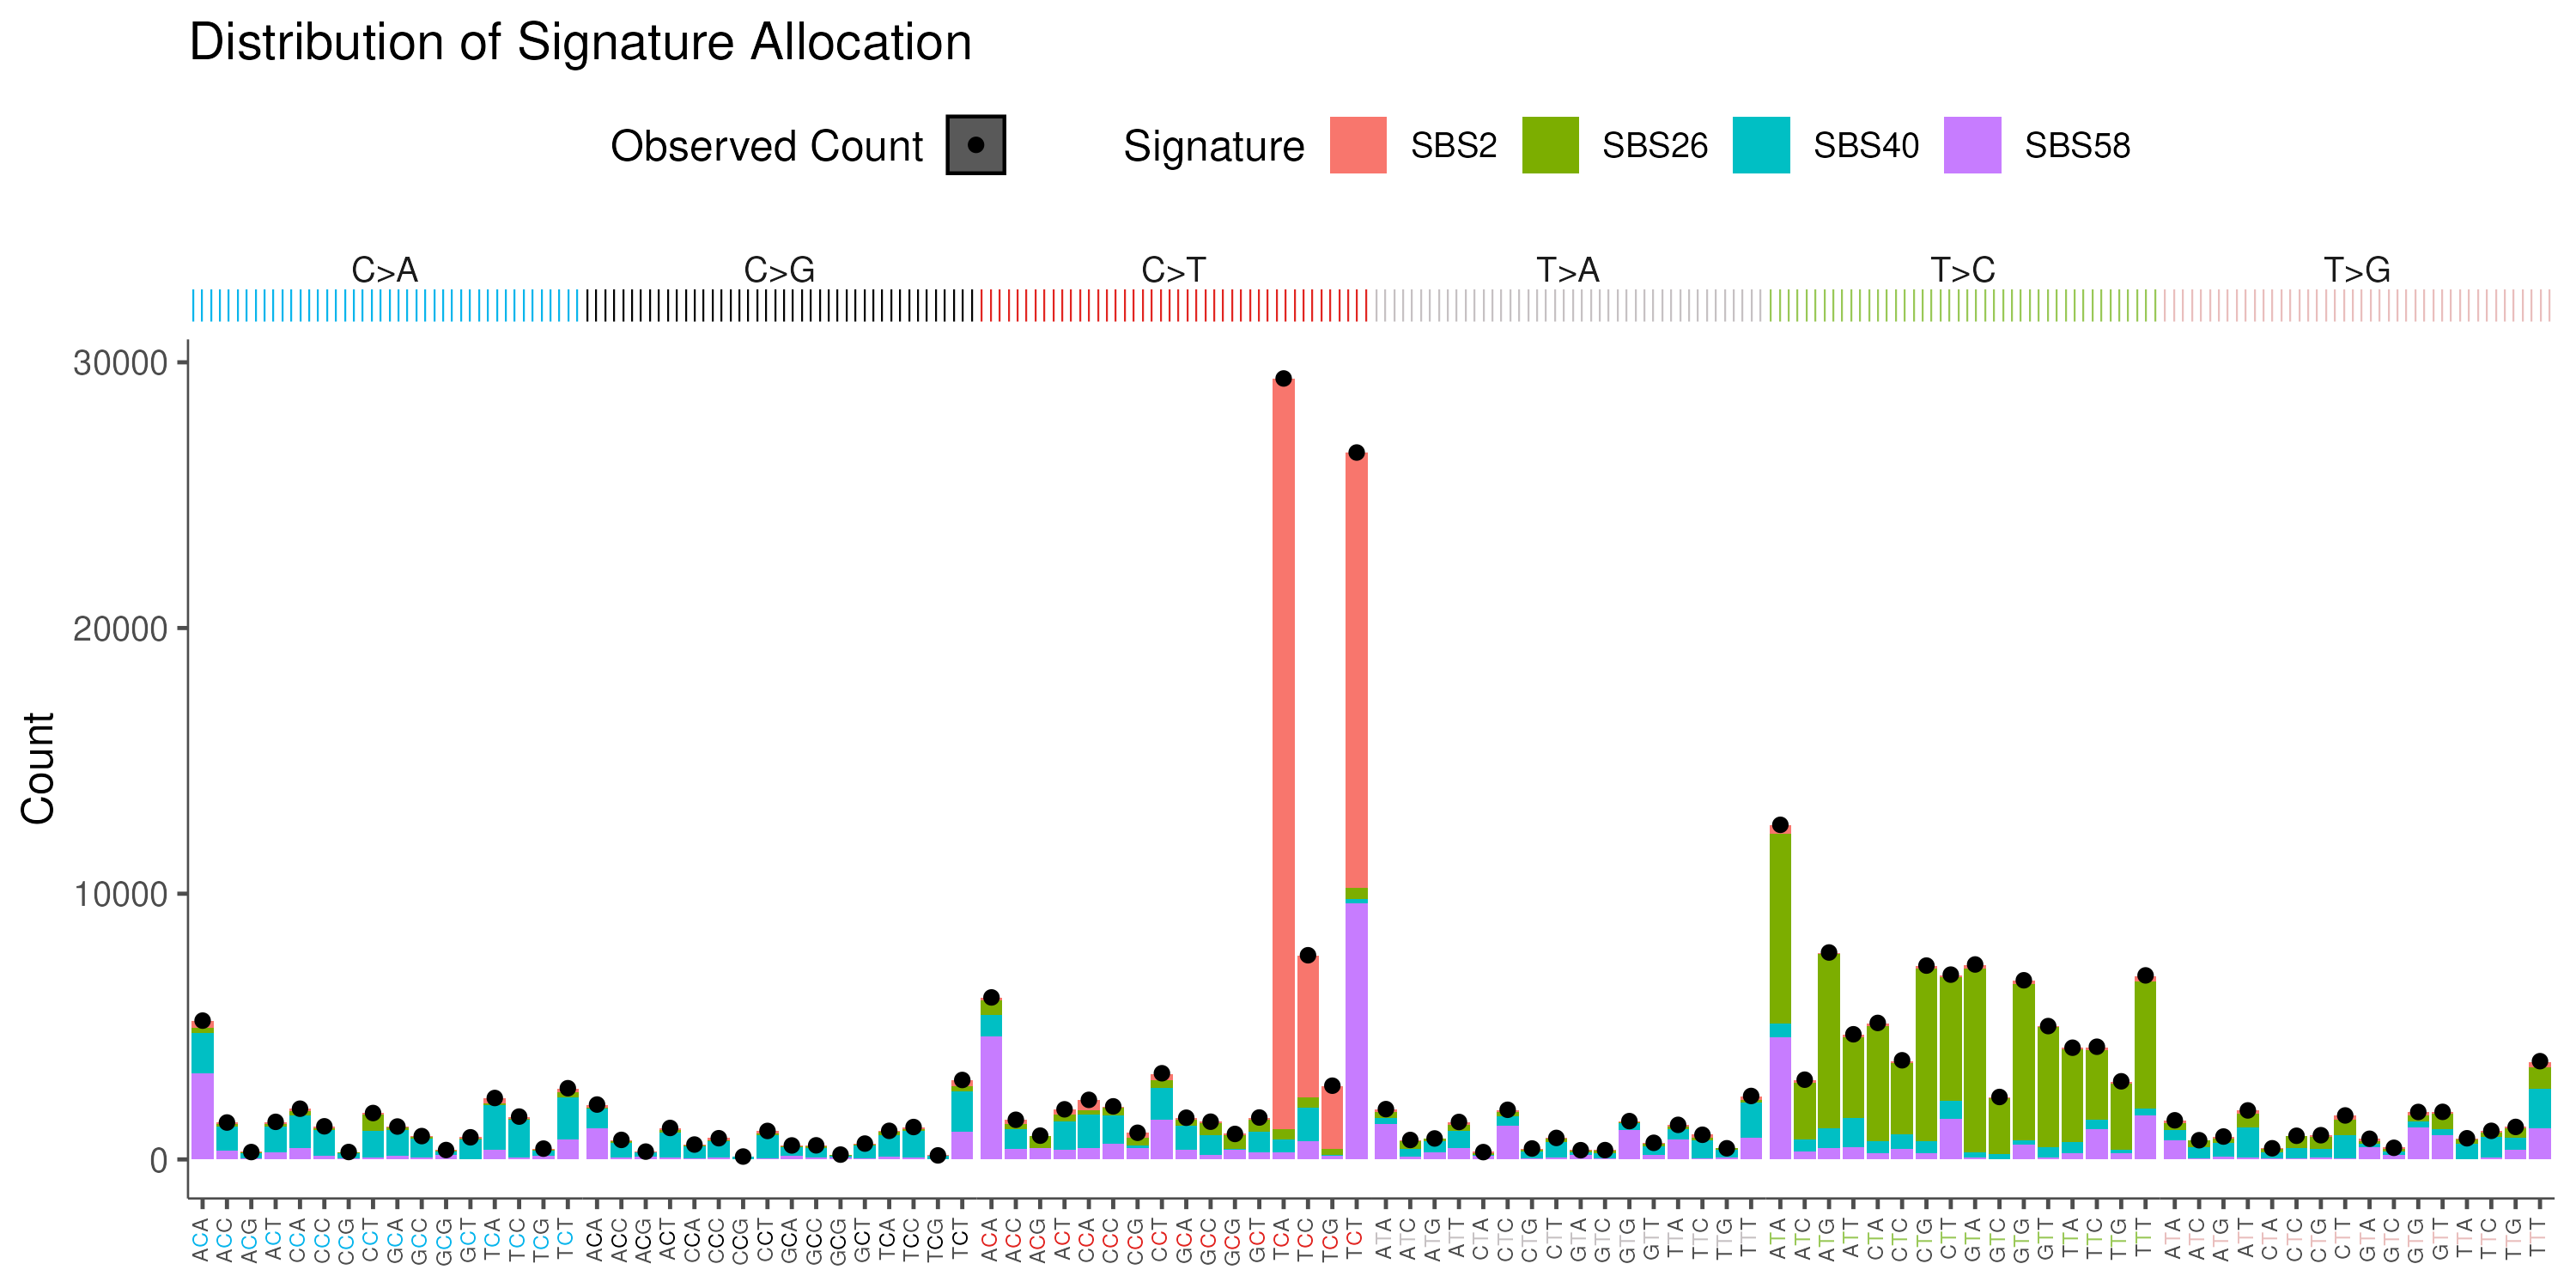 Distribution of Signature Allocation
Observed Count Signature SBS2 SBS26 SBS40 SBS58
C>A C>G C>T T>A T>C T>G
30000
20000
10000
0
Count
ACA ACC ACG ACT CCA CCC CCG CCT GCA GCC GCG GCT TCA TCC TCG TCT ACA ACC ACG ACT CCA CCC CCG CCT GCA GCC GCG GCT TCA TCC TCG TCT ACA ACC ACG ACT CCA CCC CCG CCT GCA GCC GCG GCT TCA TCC TCG TCT ATA ATC ATG ATT CTA CTC CTG CTT GTA GTC GTG GTT TTA TTC TTG TTT ATA ATC ATG ATT CTA CTC CTG CTT GTA GTC GTG GTT TTA TTC TTG TTT ATA ATC ATG ATT CTA CTC CTG CTT GTA GTC GTG GTT TTA TTC TTG TTT